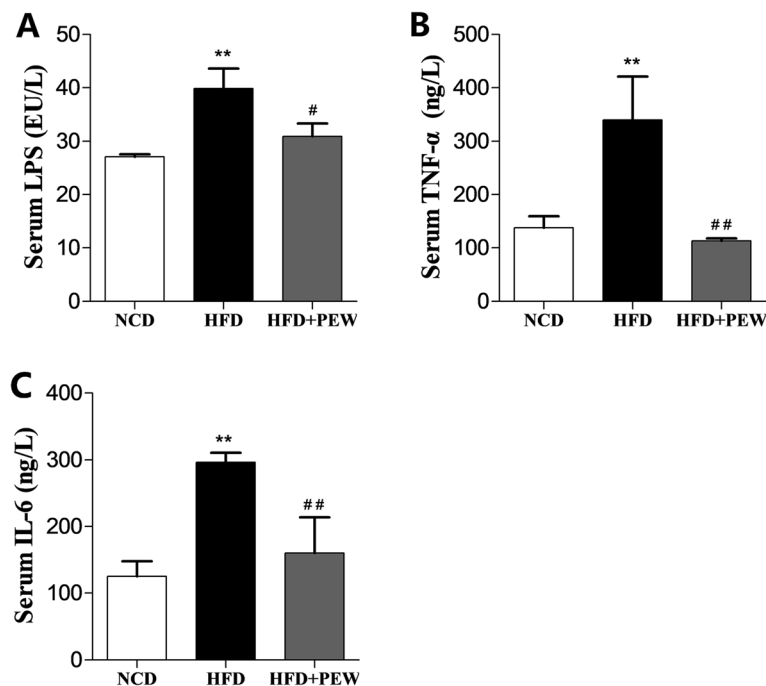 A
Serum LPS (EU/L)
50
40
30
20
10
0
**
#
NCD HFD HFD+PEW
B
Serum TNF-α (ng/L)
500
400
300
200
100
0
**
##
NCD HFD HFD+PEW
C
Serum IL-6 (ng/L)
400
300
200
100
0
**
##
NCD HFD HFD+PEW